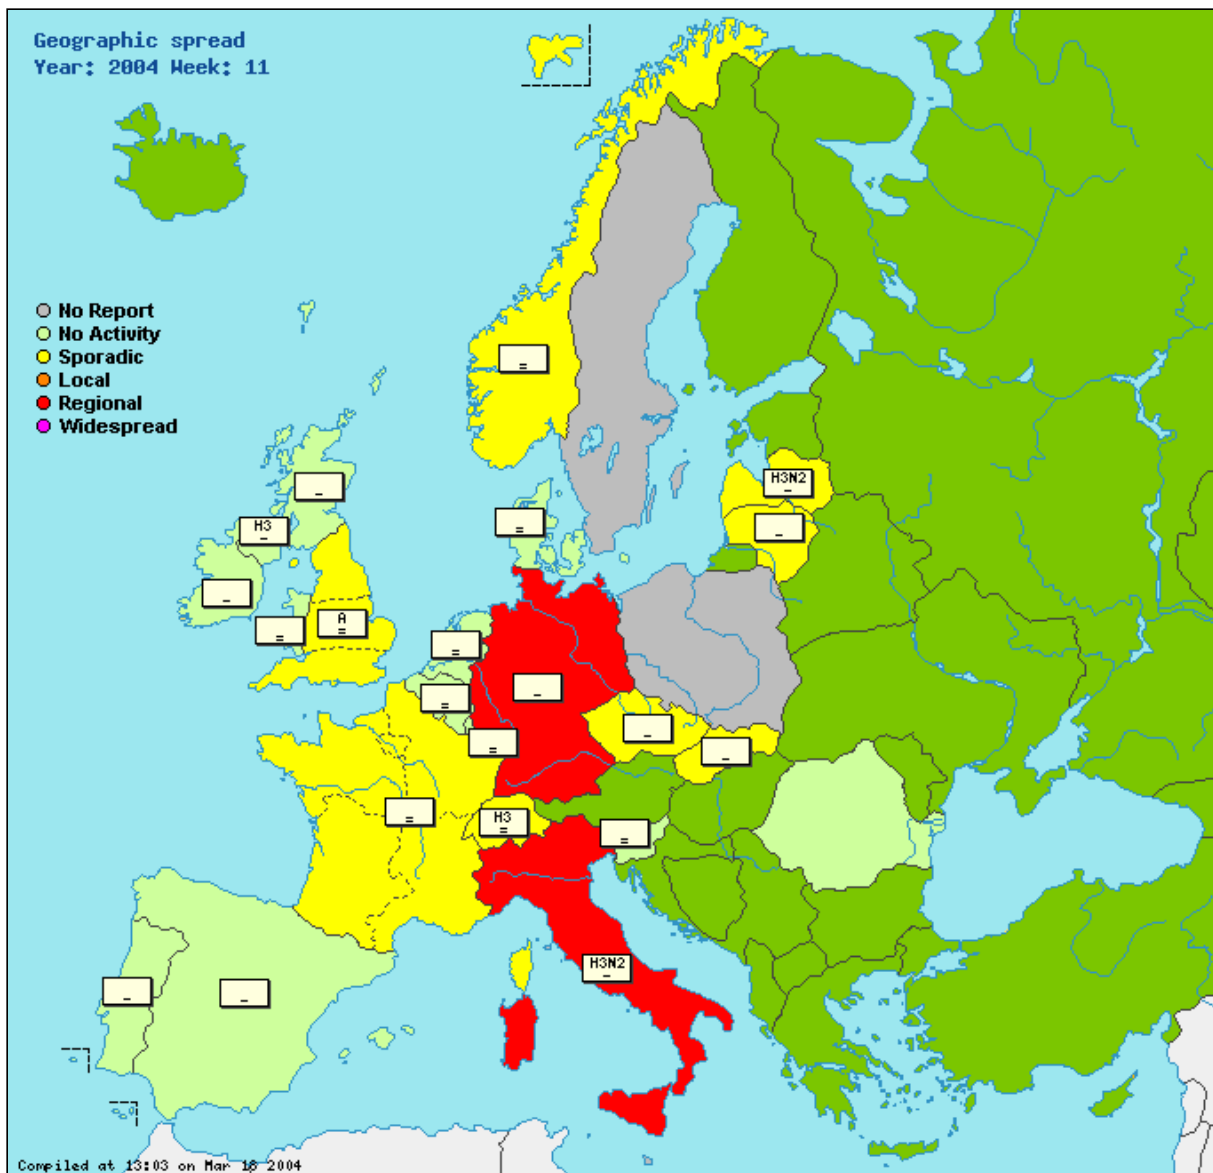 Geographic spread
Year: 2004 Week: 11
No Report
No Activity
Sporadic
Local
Regional
Widespread
=
H3N2
–
–
–
H3
–
=
–
A
=
=
=
=
–
=
–
–
=
H3
=
=
H3N2
–
–
–
Compiled at 13:03 on Mar 18 2004